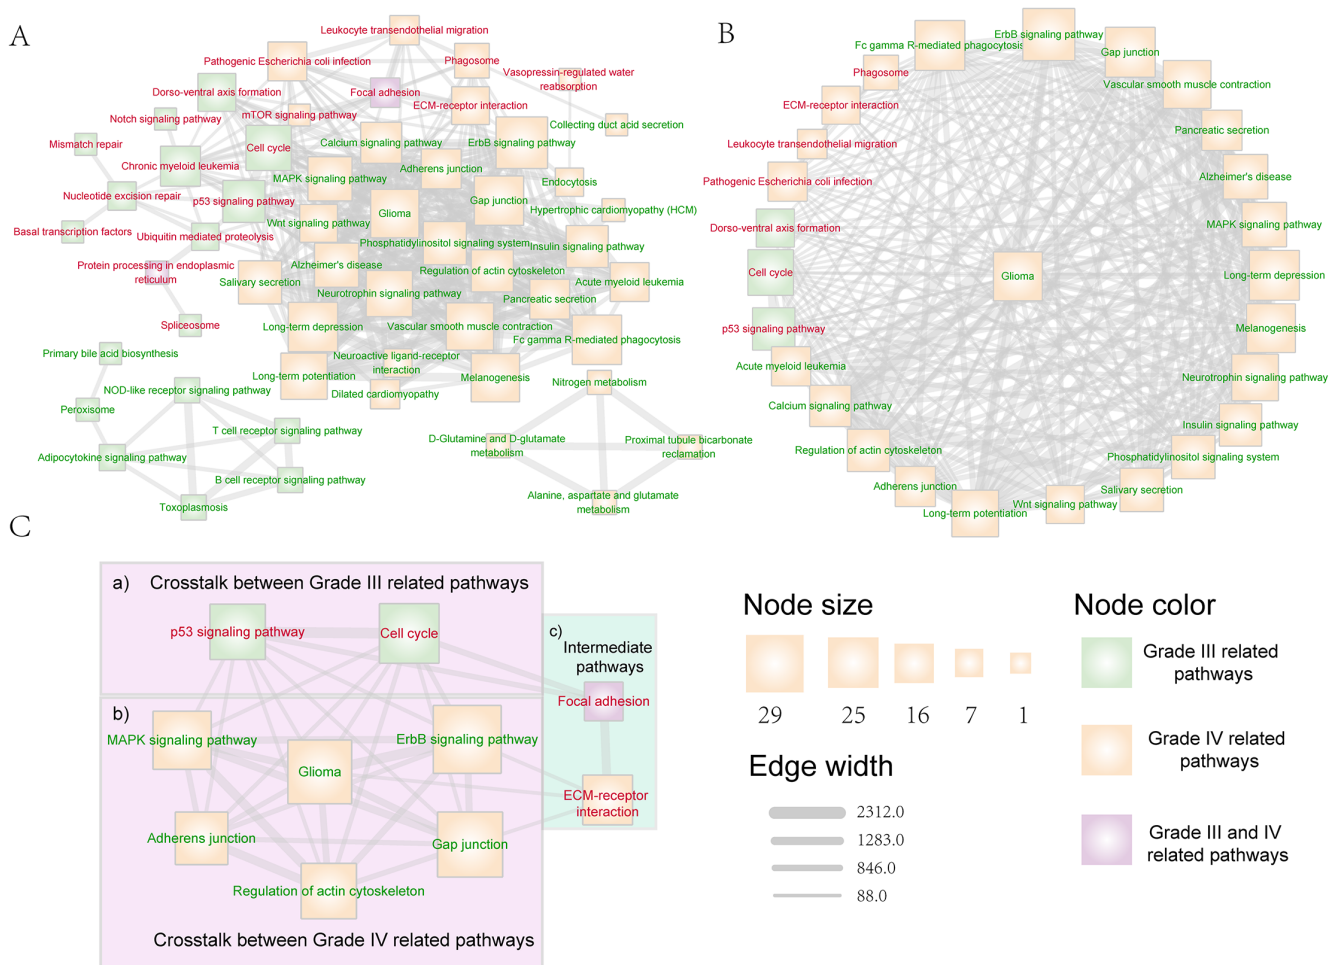 A
Leukocyte transendothelial migration
Pathogenic Escherichia coli infection
Phagosome
Vasopressin-regulated water
reabsorption
Dorso-ventral axis formation
Focal adhesion
ECM-receptor interaction
Notch signaling pathway
mTOR signaling pathway
Collecting duct acid secretion
Mismatch repair
Cell cycle
Calcium signaling pathway
ErbB signaling pathway
Chronic myeloid leukemia
Adherens junction
MAPK signaling pathway
Endocytosis
Nucleotide excision repair
p53 signaling pathway
Gap junction
Glioma
Hypertrophic cardiomyopathy (HCM)
Wnt signaling pathway
Basal transcription factors
Ubiquitin mediated proteolysis
Phosphatidylinositol signaling system
Insulin signaling pathway
Protein processing in endoplasmic
reticulum
Alzheimer's disease
Regulation of actin cytoskeleton
Salivary secretion
Acute myeloid leukemia
Neurotrophin signaling pathway
Pancreatic secretion
Spliceosome
Long-term depression
Vascular smooth muscle contraction
Fc gamma R-mediated phagocytosis
Primary bile acid biosynthesis
Neuroactive ligand-receptor
interaction
Long-term potentiation
Melanogenesis
Nitrogen metabolism
NOD-like receptor signaling pathway
Dilated cardiomyopathy
Peroxisome
T cell receptor signaling pathway
D-Glutamine and D-glutamate
metabolism
Proximal tubule bicarbonate
reclamation
Adipocytokine signaling pathway
B cell receptor signaling pathway
Alanine, aspartate and glutamate
metabolism
Toxoplasmosis
B
ErbB signaling pathway
Fc gamma R-mediated phagocytosis
Gap junction
Phagosome
Vascular smooth muscle contraction
ECM-receptor interaction
Pancreatic secretion
Leukocyte transendothelial migration
Alzheimer's disease
Pathogenic Escherichia coli infection
MAPK signaling pathway
Dorso-ventral axis formation
Cell cycle
Glioma
Long-term depression
p53 signaling pathway
Melanogenesis
Acute myeloid leukemia
Neurotrophin signaling pathway
Calcium signaling pathway
Insulin signaling pathway
Regulation of actin cytoskeleton
Phosphatidylinositol signaling system
Adherens junction
Salivary secretion
Long-term potentiation
Wnt signaling pathway
C
a) Crosstalk between Grade III related pathways
p53 signaling pathway
Cell cycle
c)
Intermediate
pathways
Focal adhesion
ECM-receptor
interaction
b)
MAPK signaling pathway
ErbB signaling pathway
Glioma
Adherens junction
Gap junction
Regulation of actin cytoskeleton
Crosstalk between Grade IV related pathways
Node size
29 25 16 7 1
Edge width
2312.0
1283.0
846.0
88.0
Node color
Grade III related
pathways
Grade IV related
pathways
Grade III and IV
related pathways